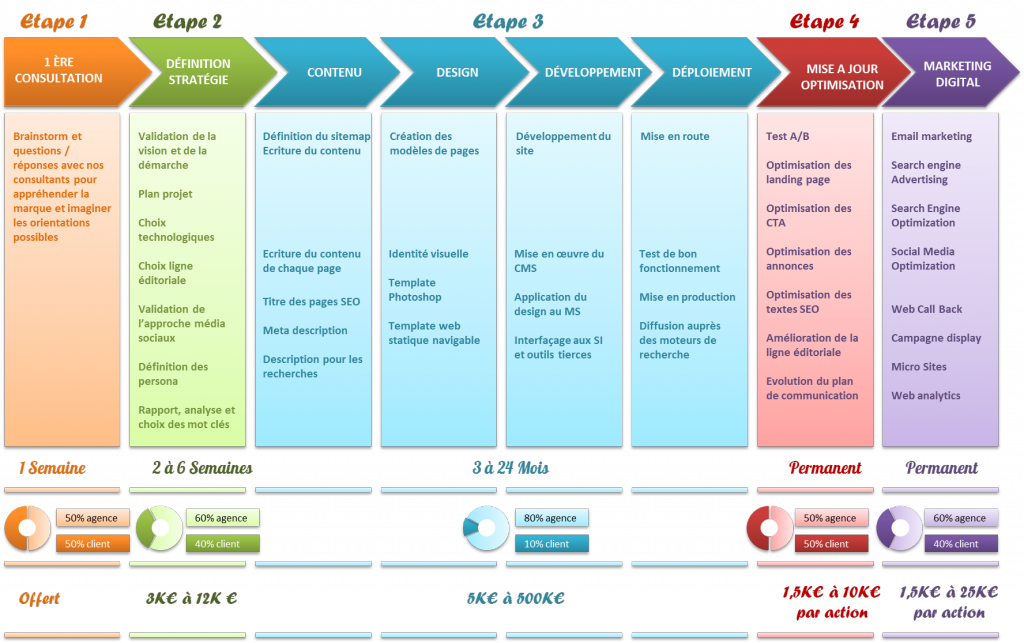 Etape 1
Etape 2
Etape 3
Etape 4
Etape 5
1 ÈRE
CONSULTATION
DÉFINITION
STRATÉGIE
CONTENU
DESIGN
DÉVELOPPEMENT
DÉPLOIEMENT
MISE A JOUR
OPTIMISATION
MARKETING
DIGITAL
Brainstorm et
questions /
réponses avec nos
consultants pour
appréhender la
marque et imaginer
les orientations
possibles
Validation de la
vision et de la
démarche
Plan projet
Choix
technologiques
Choix ligne
éditoriale
Validation de
l'approche média
sociaux
Définition des
persona
Rapport, analyse et
choix des mot clés
Définition du sitemap
Ecriture du contenu
Ecriture du contenu
de chaque page
Titre des pages SEO
Meta description
Description pour les
recherches
Création des
modèles de pages
Identité visuelle
Template
Photoshop
Template web
statique navigable
Développement du
site
Mise en œuvre du
CMS
Application du
design au MS
Interfaçage aux SI
et outils tierces
Mise en route
Test de bon
fonctionnement
Mise en production
Diffusion auprès
des moteurs de
recherche
Test A/B
Optimisation des
landing page
Optimisation des
CTA
Optimisation des
annonces
Optimisation des
textes SEO
Amélioration de la
ligne éditoriale
Evolution du plan
de communication
Email marketing
Search engine
Advertising
Search Engine
Optimization
Social Media
Optimization
Web Call Back
Campagne display
Micro Sites
Web analytics
1 Semaine
2 à 6 Semaines
3 à 24 Mois
Permanent
Permanent
50% agence
50% client
60% agence
40% client
80% agence
10% client
50% agence
50% client
60% agence
40% client
Offert
3K€ à 12K €
5K€ à 500K€
1,5K€ à 10K€
par action
1,5K€ à 25K€
par action